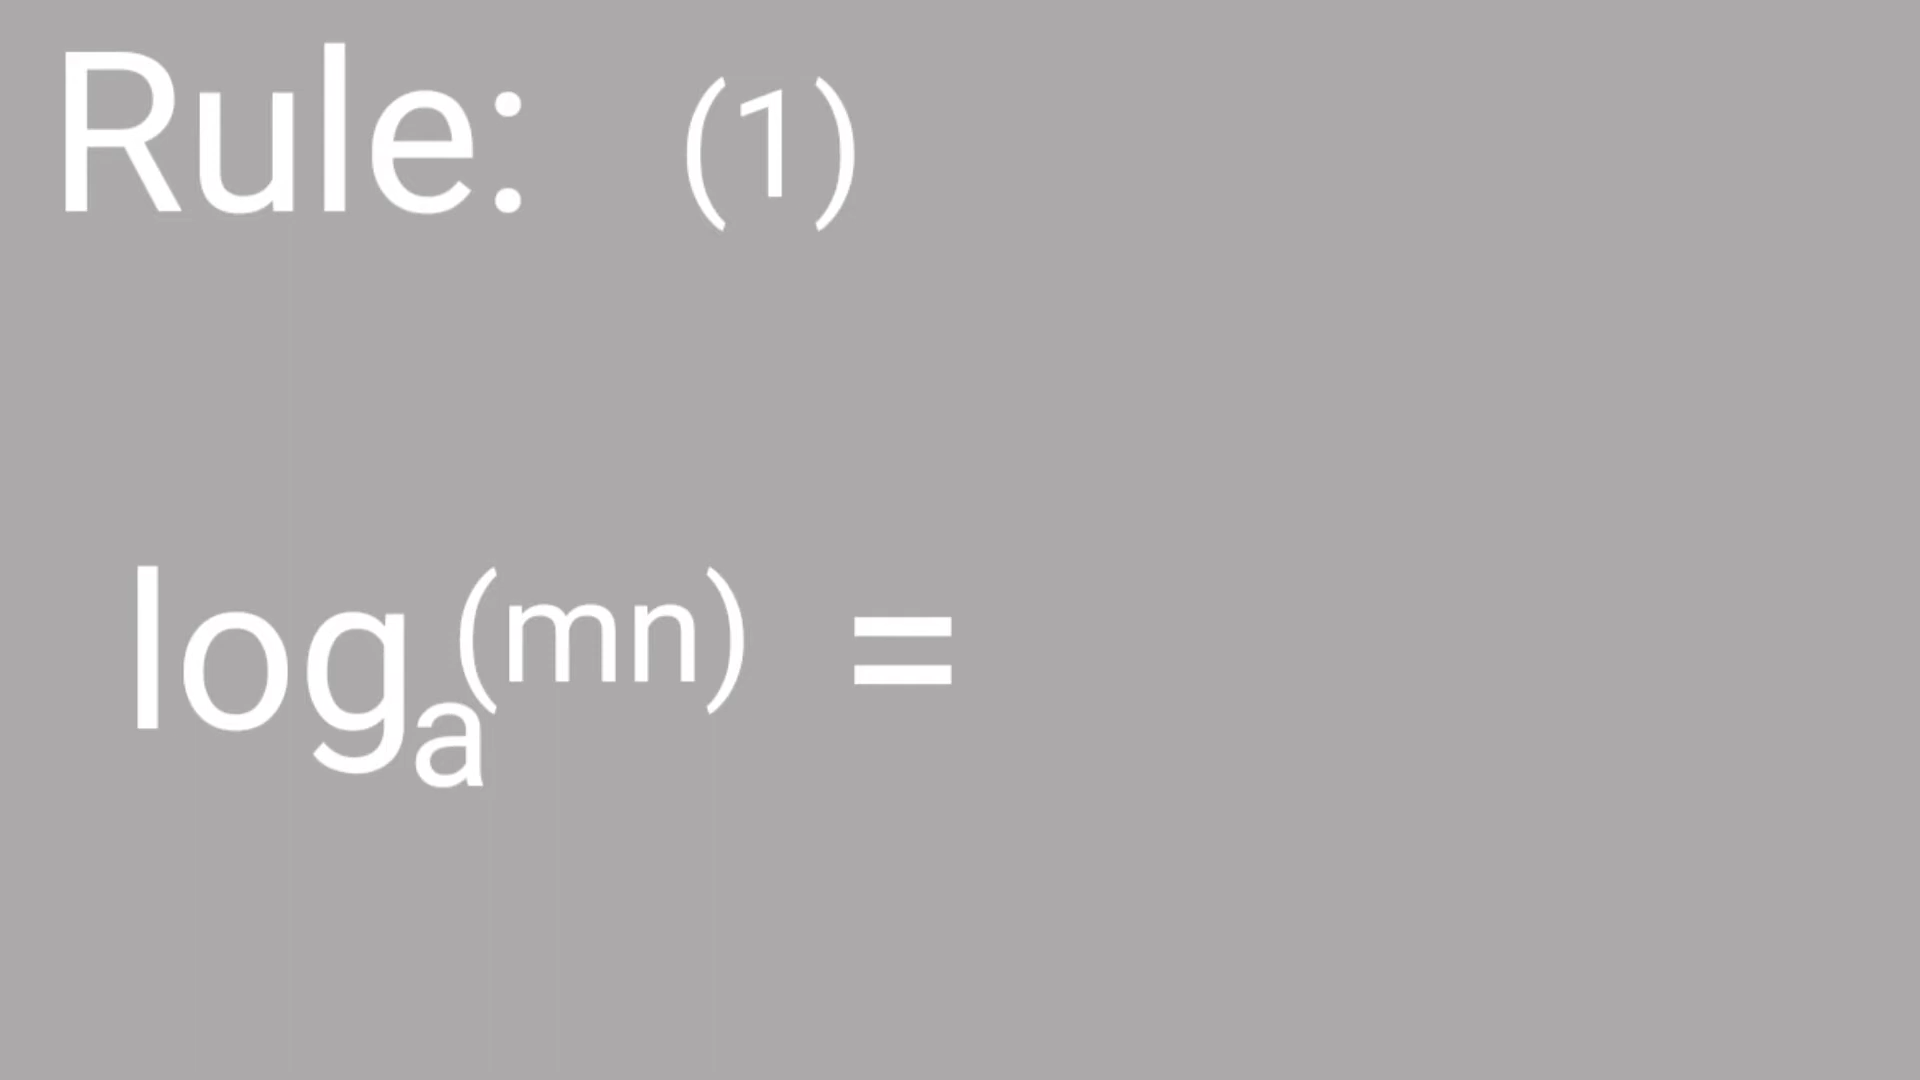 Rule: (1)
logₐ(mn) =